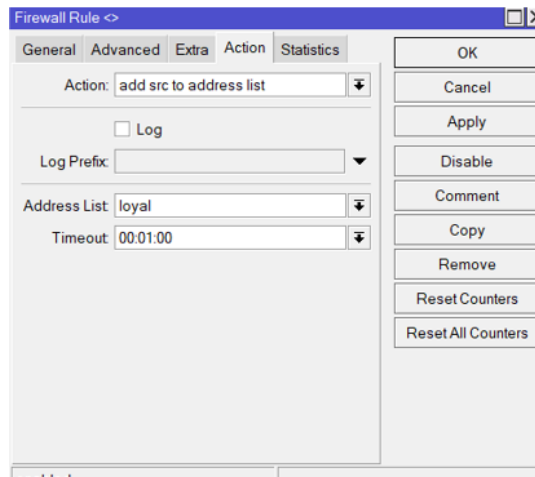 Firewall Rule <>
General Advanced Extra Action Statistics
Action: add src to address list
Log
Log Prefix:
Address List: loyal
Timeout: 00:01:00
OK
Cancel
Apply
Disable
Comment
Copy
Remove
Reset Counters
Reset All Counters